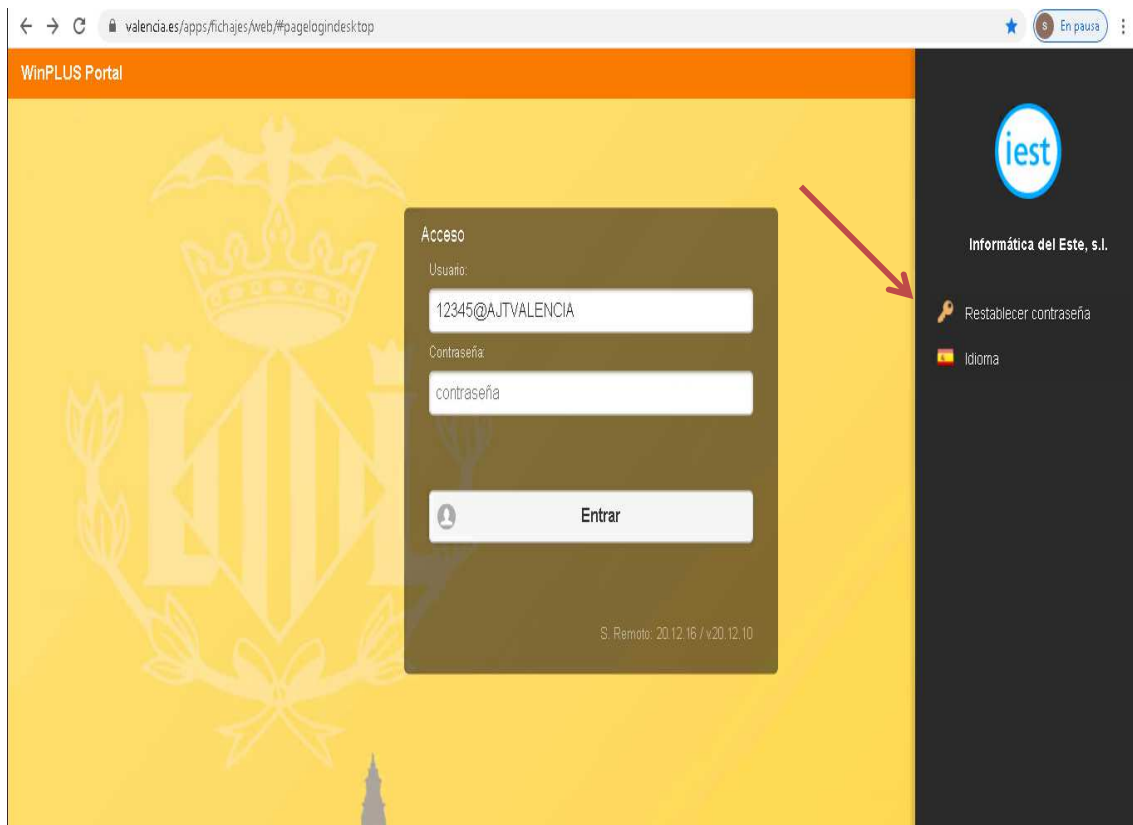 valencia.es/apps/fichajes/web/#pagelogindesktop
S En pausa
WinPLUS Portal
iest
Informática del Este, s.l.
Restablecer contraseña
Idioma
Acceso
Usuario:
12345@AJTVALENCIA
Contraseña:
contraseña
Entrar
S. Remoto: 20.12.16 / v20.12.10